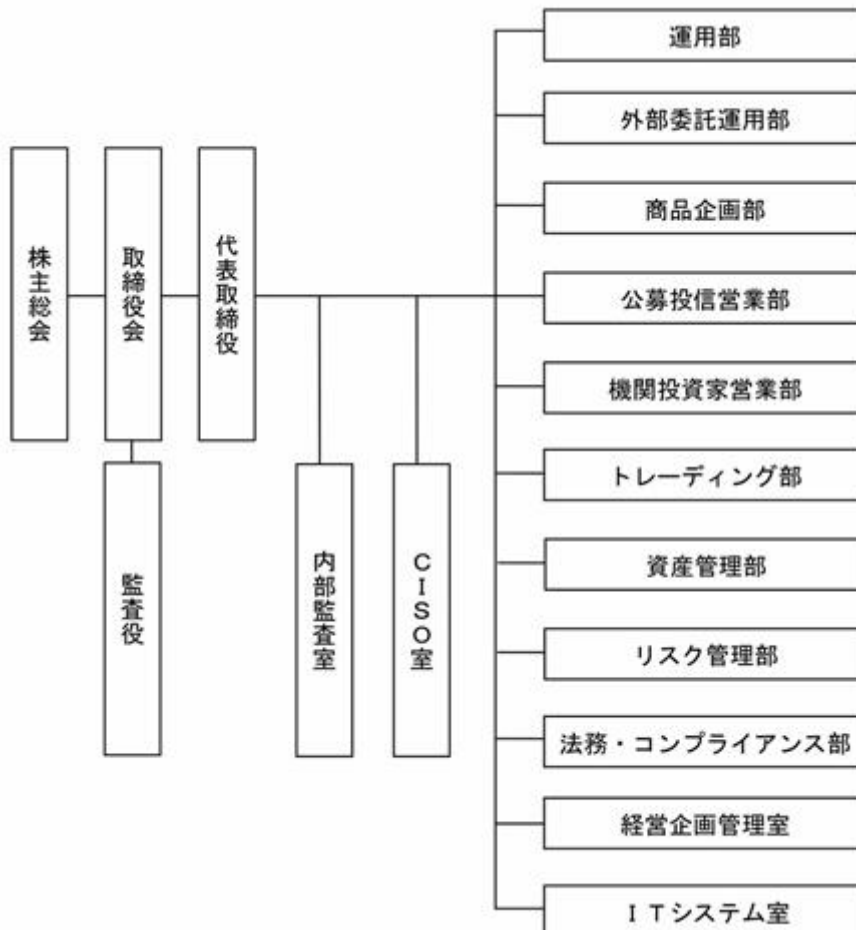 株主総会
取締役会
代表取締役
監査役
内部監査室
CISO室
運用部
外部委託運用部
商品企画部
公募投信営業部
機関投資家営業部
トレーディング部
資産管理部
リスク管理部
法務・コンプライアンス部
経営企画管理室
ITシステム室